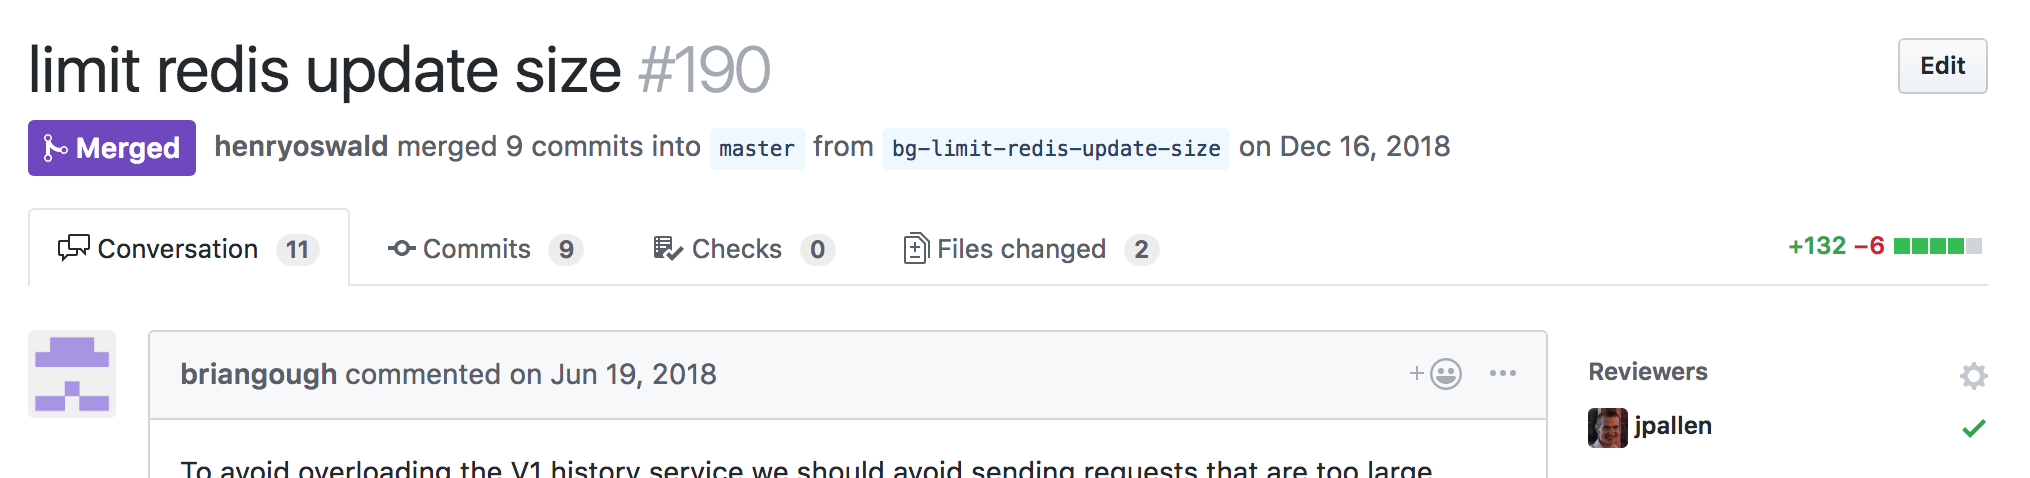 limit redis update size #190
Edit
Merged henryoswald merged 9 commits into master from bg-limit-redis-update-size on Dec 16, 2018
Conversation 11 Commits 9 Checks 0 Files changed 2 +132 −6
briangough commented on Jun 19, 2018
Reviewers
jpallen
To avoid overloading the V1 history service we should avoid sending requests that are too large